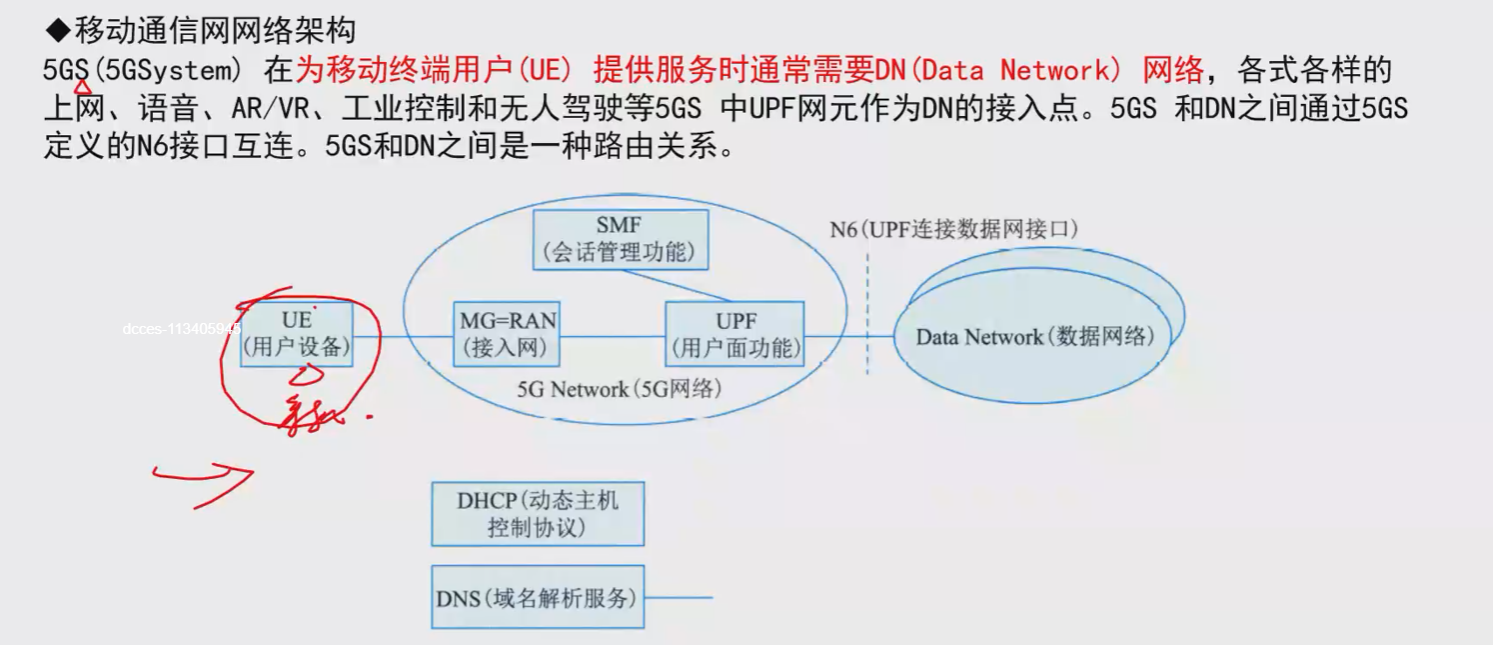 ◆移动通信网网络架构
5GS(5GSystem) 在为移动终端用户(UE) 提供服务时通常需要DN(Data Network) 网络，各式各样的
上网、语音、AR/VR、工业控制和无人驾驶等5GS 中UPF网元作为DN的接入点。5GS 和DN之间通过5GS
定义的N6接口互连。5GS和DN之间是一种路由关系。
SMF
(会话管理功能)
N6(UPF连接数据网接口)
dcces-113405945
UE
(用户设备)
MG=RAN
(接入网)
UPF
(用户面功能)
Data Network(数据网络)
5G Network(5G网络)
DHCP(动态主机
控制协议)
DNS(域名解析服务)